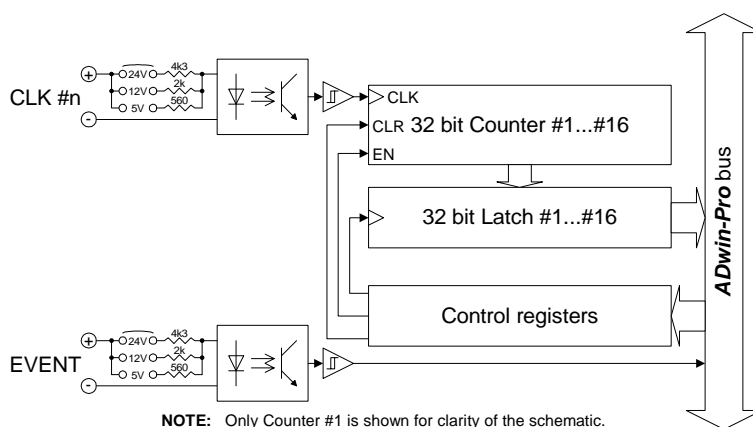 24V
4k3
12V
2k
5V
560
CLK #n
+
-
CLK
CLR
EN
32 bit Counter #1...#16
32 bit Latch #1...#16
Control registers
ADwin-Pro bus
24V
4k3
12V
2k
5V
560
EVENT
+
-
NOTE: Only Counter #1 is shown for clarity of the schematic.